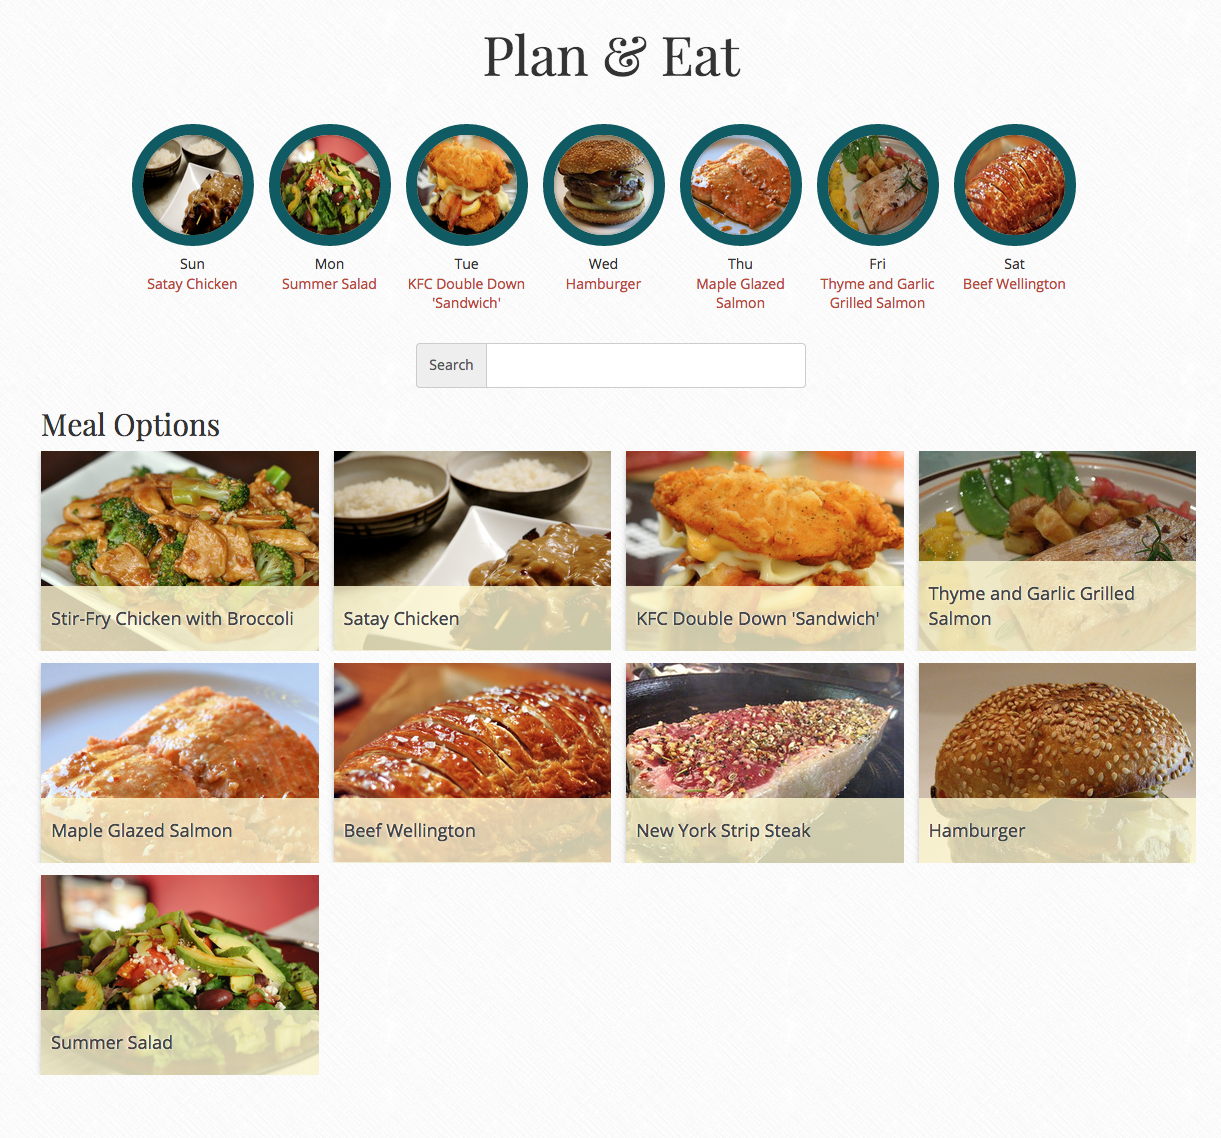 Plan & Eat
Sun
Satay Chicken
Mon
Summer Salad
Tue
KFC Double Down
'Sandwich'
Wed
Hamburger
Thu
Maple Glazed
Salmon
Fri
Thyme and Garlic
Grilled Salmon
Sat
Beef Wellington
Search
Meal Options
Stir-Fry Chicken with Broccoli
Satay Chicken
KFC Double Down 'Sandwich'
Thyme and Garlic Grilled
Salmon
Maple Glazed Salmon
Beef Wellington
New York Strip Steak
Hamburger
Summer Salad